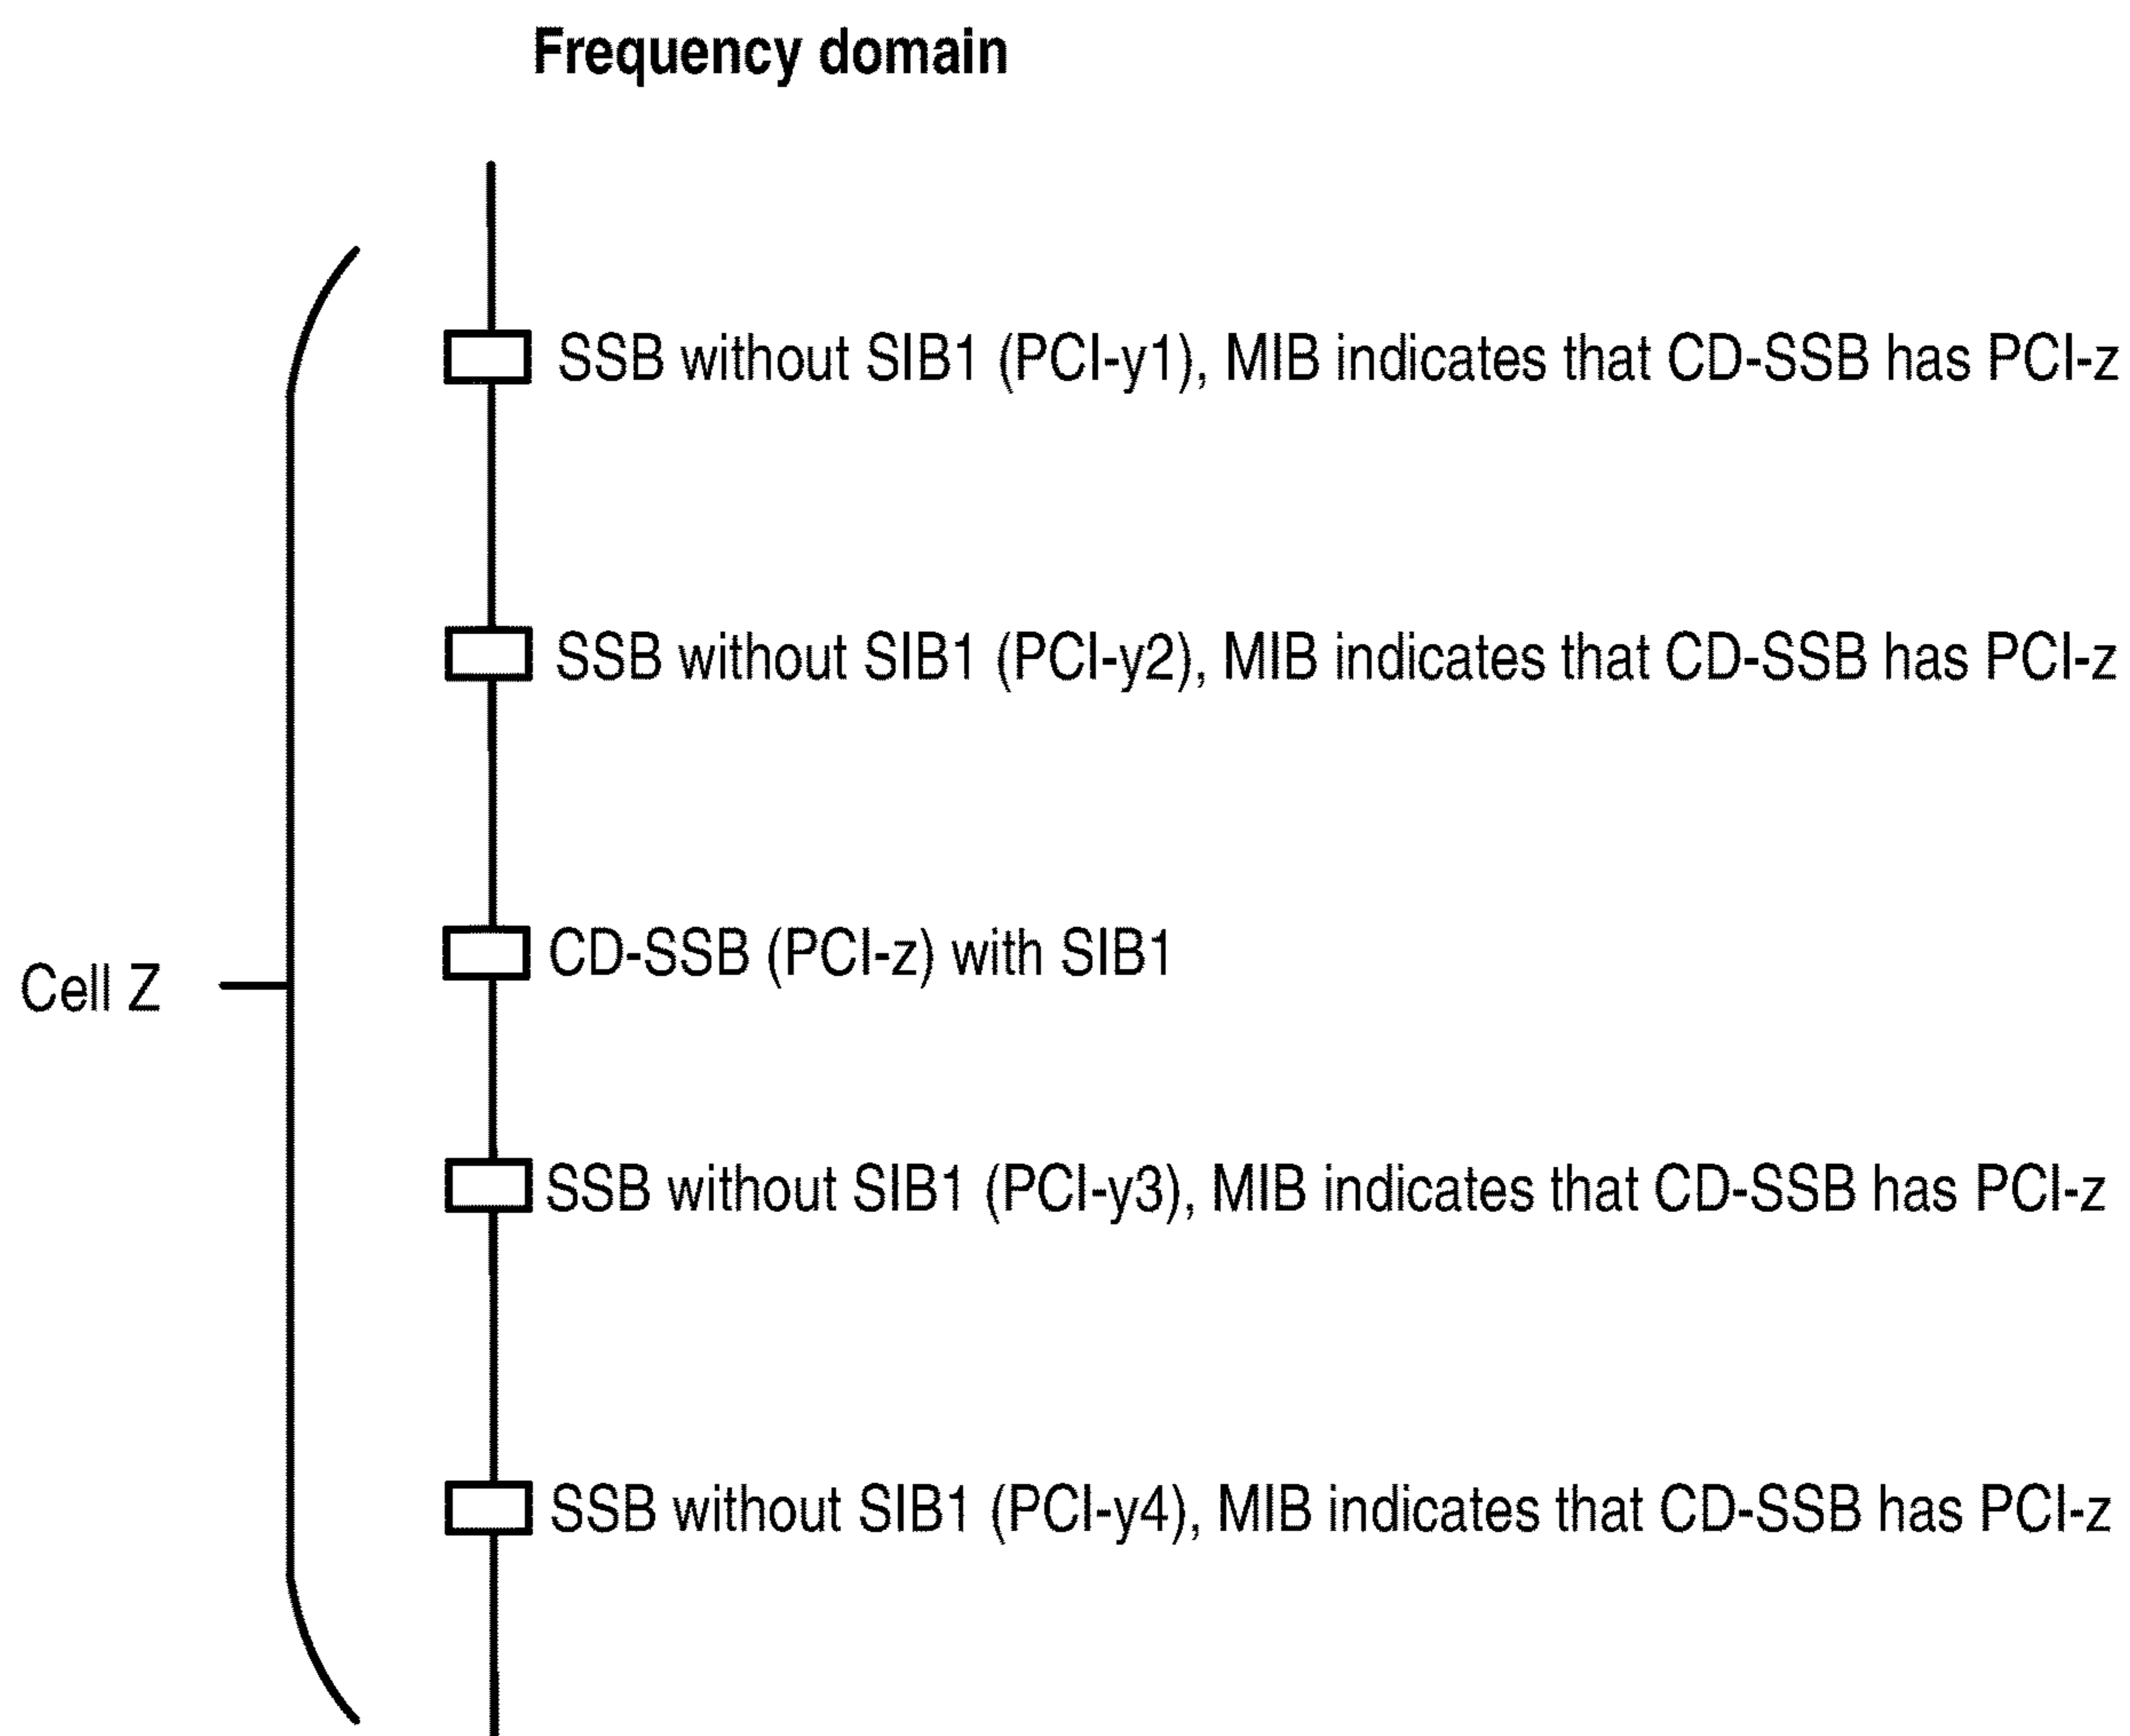 Frequency domain
SSB without SIB1 (PCI-y1), MIB indicates that CD-SSB has PCI-z
SSB without SIB1 (PCI-y2), MIB indicates that CD-SSB has PCI-z
CD-SSB (PCI-z) with SIB1
Cell Z
SSB without SIB1 (PCI-y3), MIB indicates that CD-SSB has PCI-z
SSB without SIB1 (PCI-y4), MIB indicates that CD-SSB has PCI-z